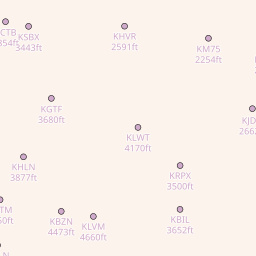 KSBX
3443ft
KHVR
2591ft
KM75
2254ft
KGTF
3680ft
KLWT
4170ft
KHLN
3877ft
KRPX
3500ft
KBZN
4473ft
KLVM
4660ft
KBIL
3652ft